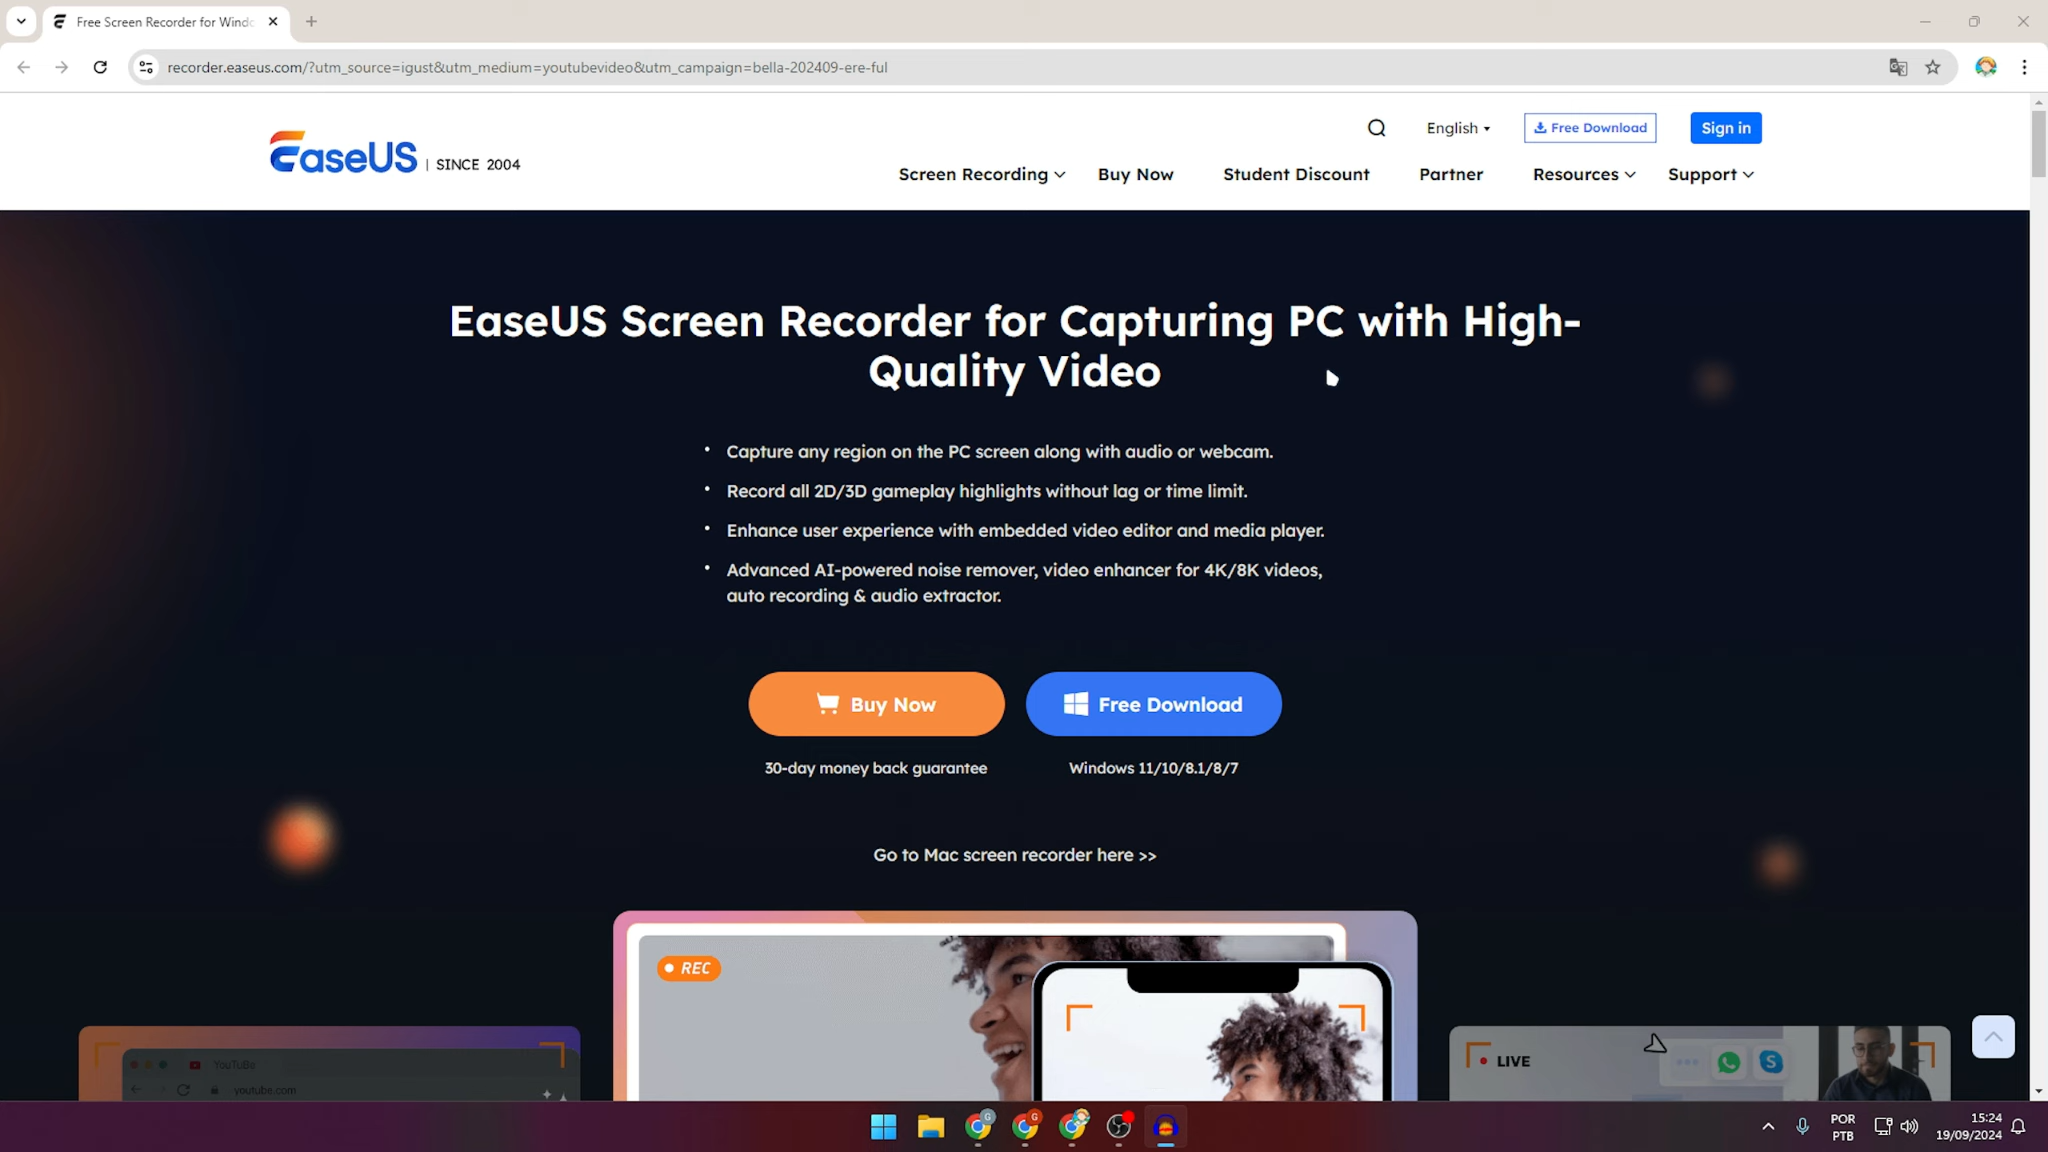 Free Screen Recorder for Windo
recorder.easeus.com/?utm_source=igust&utm_medium=youtubevideo&utm_campaign=bella-202409-ere-ful
EaseUS | SINCE 2004
English
Free Download
Sign in
Screen Recording
Buy Now
Student Discount
Partner
Resources
Support
EaseUS Screen Recorder for Capturing PC with High-
Quality Video
• Capture any region on the PC screen along with audio or webcam.
• Record all 2D/3D gameplay highlights without lag or time limit.
• Enhance user experience with embedded video editor and media player.
• Advanced AI-powered noise remover, video enhancer for 4K/8K videos,
auto recording & audio extractor.
Buy Now
Free Download
30-day money back guarantee
Windows 11/10/8.1/8/7
Go to Mac screen recorder here >>
REC
YouTube
youtube.com
LIVE
POR
PTB
15:24
19/09/2024